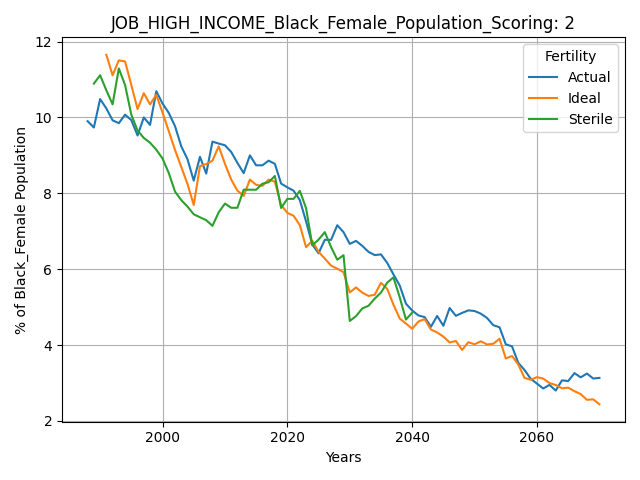 JOB_HIGH_INCOME_Black_Female_Population_Scoring: 2
12
10
8
6
4
2
% of Black_Female Population
Fertility
Actual
Ideal
Sterile
2000
2020
2040
2060
Years